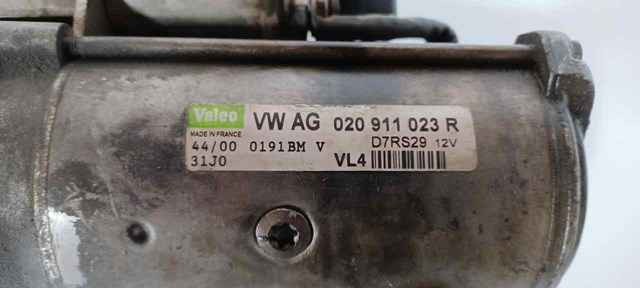 Valeo VW AG 020 911 023 R
MADE IN FRANCE D7RS29 12V
44/00 0191BM V
31J0 VL4